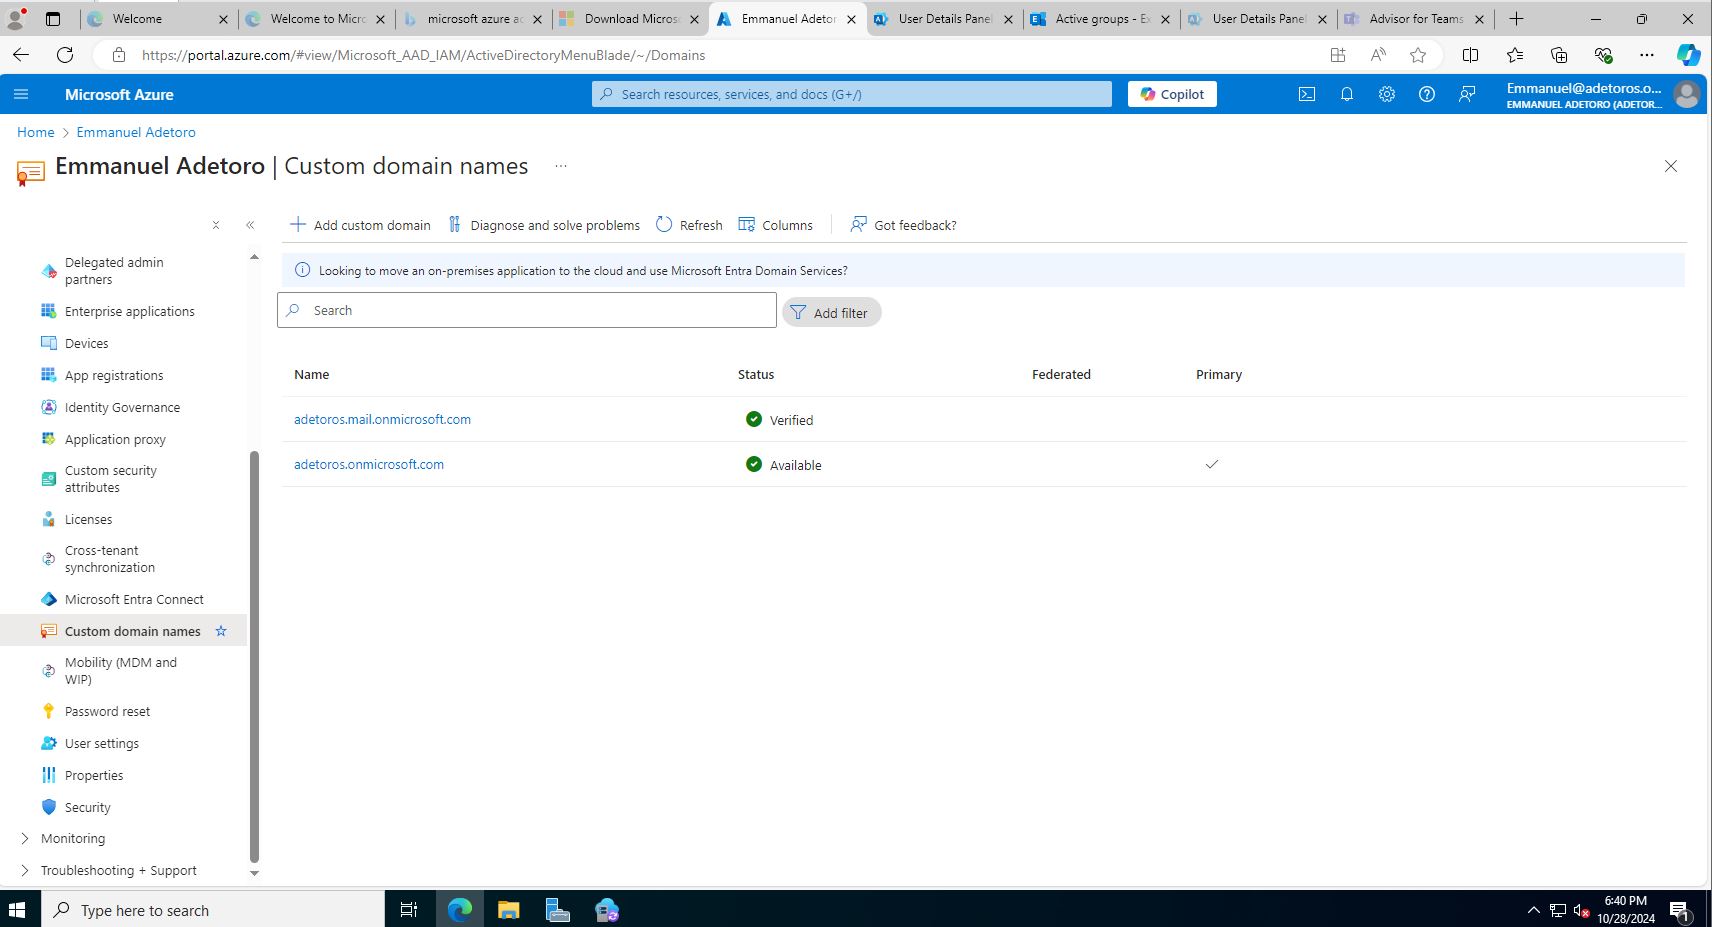 Welcome
Welcome to Micro
microsoft azure ac
Download Microso
Emmanuel Adetor
User Details Panel
Active groups - Ex
User Details Panel
Advisor for Teams
https://portal.azure.com/#view/Microsoft_AAD_IAM/ActiveDirectoryMenuBlade/~/Domains
Microsoft Azure
Search resources, services, and docs (G+/)
Copilot
Emmanuel@adetoros.o...
EMMANUEL ADETORO (ADETOR...
Home > Emmanuel Adetoro
Emmanuel Adetoro | Custom domain names ...
Add custom domain
Diagnose and solve problems
Refresh
Columns
Got feedback?
Delegated admin
partners
Enterprise applications
Devices
App registrations
Identity Governance
Application proxy
Custom security
attributes
Licenses
Cross-tenant
synchronization
Microsoft Entra Connect
Custom domain names
Mobility (MDM and
WIP)
Password reset
User settings
Properties
Security
Monitoring
Troubleshooting + Support
Looking to move an on-premises application to the cloud and use Microsoft Entra Domain Services?
Search
Add filter
Name Status Federated Primary
adetoros.mail.onmicrosoft.com Verified
adetoros.onmicrosoft.com Available
Type here to search
6:40 PM
10/28/2024
1